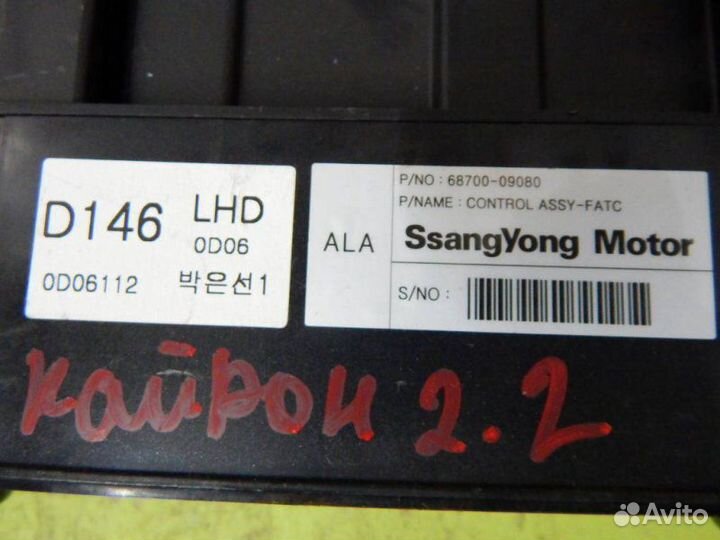 D146 LHD
0D06
0D06112 박은선1
ALA
P/NO : 68700-09080
P/NAME : CONTROL ASSY-FATC
SsangYong Motor
S/NO :
кайрон 2.2
Avito